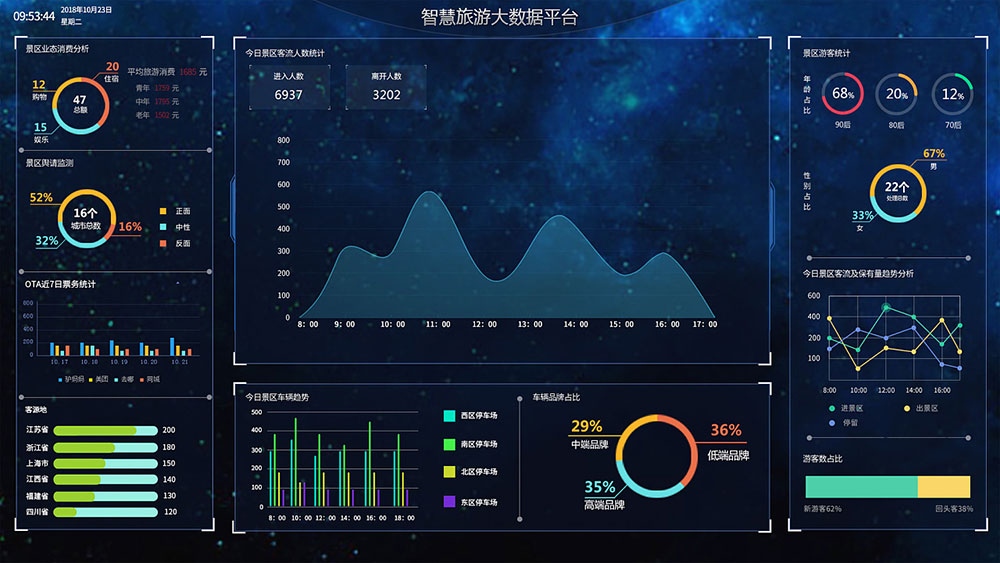 09:53:44
2018年10月23日
星期二
智慧旅游大数据平台
景区业态消费分析
20
住宿
12
购物
47
总额
15
娱乐
平均旅游消费 1685 元
青年 1759 元
中年 1795 元
老年 1502 元
景区舆请监测
52%
16个
城市总数
16%
32%
正面
中性
反面
OTA近7日票务统计
800
600
400
200
0
10. 17 10. 18 10. 19 10. 20 10. 21
驴妈妈 美团 去哪 同城
客源地
江苏省 200
浙江省 180
上海市 150
江西省 140
福建省 130
四川省 120
今日景区客流人数统计
进入人数
6937
离开人数
3202
800
700
600
500
400
300
200
100
8: 00 9: 00 10: 00 11: 00 12: 00 13: 00 14: 00 15: 00 16: 00 17: 00
今日景区车辆趋势
500
400
300
200
100
0
8: 00 10: 00 12: 00 14: 00 16: 00 18: 00
西区停车场
南区停车场
北区停车场
东区停车场
车辆品牌占比
29%
中端品牌
36%
低端品牌
35%
高端品牌
景区游客统计
年龄占比
68%
90后
20%
80后
12%
70后
性别占比
67%
男
22个
处理总数
33%
女
今日景区客流及保有量趋势分析
600
400
200
100
8:00 10:00 12:00 14:00 16:00
进景区
出景区
停留
游客数占比
新游客62%
回头客38%